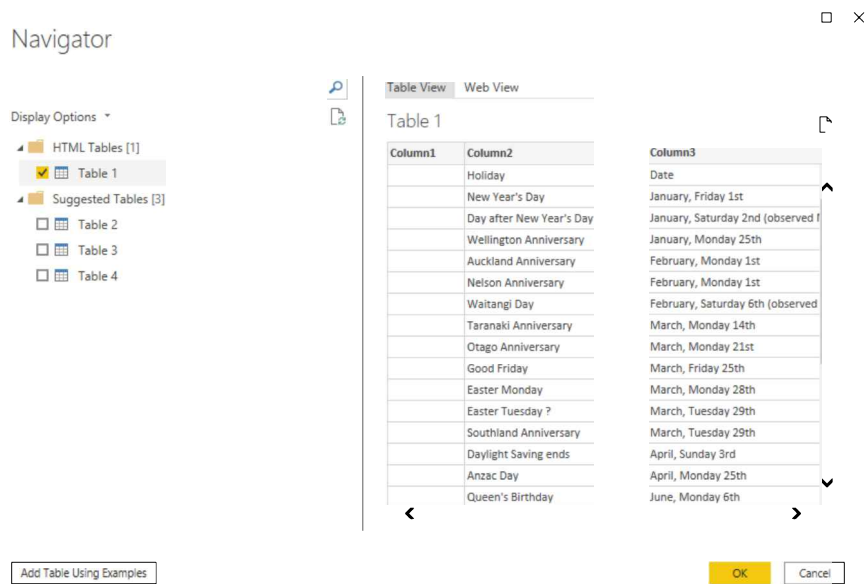 Navigator
Display Options
HTML Tables [1]
Table 1
Suggested Tables [3]
Table 2
Table 3
Table 4
Table View Web View
Table 1
Column1 Column2 Column3
Holiday Date
New Year's Day January, Friday 1st
Day after New Year's Day January, Saturday 2nd (observed
Wellington Anniversary January, Monday 25th
Auckland Anniversary February, Monday 1st
Nelson Anniversary February, Monday 1st
Waitangi Day February, Saturday 6th (observed
Taranaki Anniversary March, Monday 14th
Otago Anniversary March, Monday 21st
Good Friday March, Friday 25th
Easter Monday March, Monday 28th
Easter Tuesday ? March, Tuesday 29th
Southland Anniversary March, Tuesday 29th
Daylight Saving ends April, Sunday 3rd
Anzac Day April, Monday 25th
Queen's Birthday June, Monday 6th
Add Table Using Examples OK Cancel